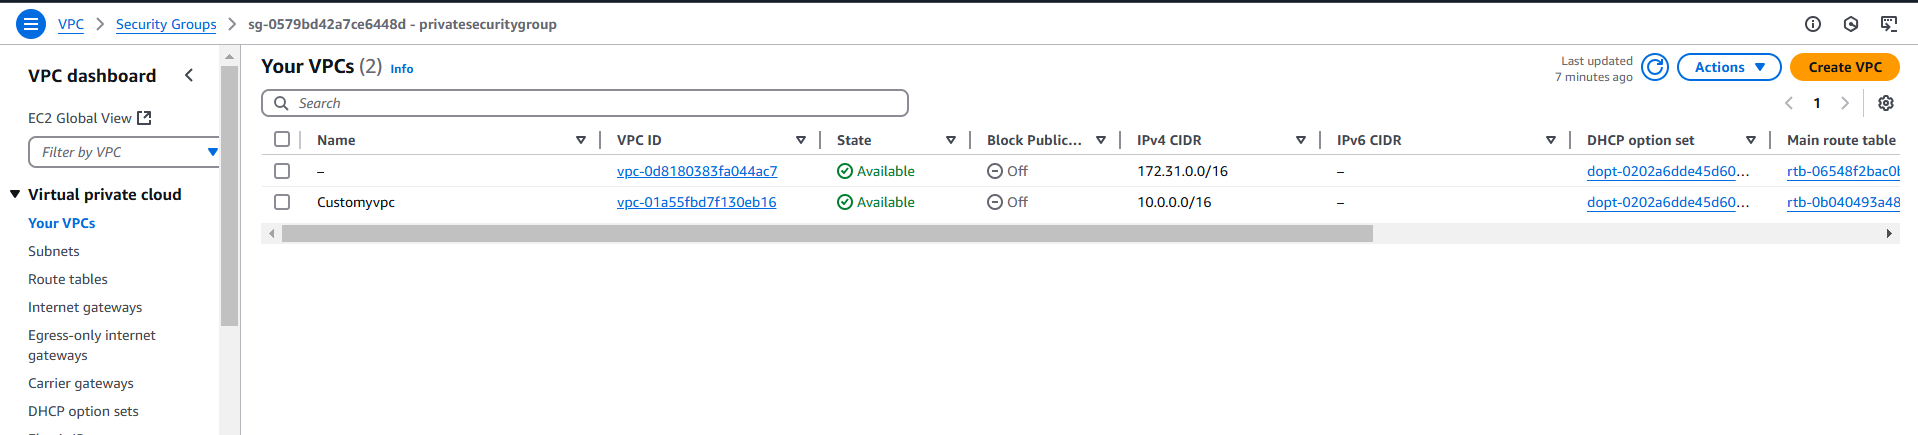 VPC
Security Groups
sg-0579bd42a7ce6448d - privatesecuritygroup
VPC dashboard
EC2 Global View
Filter by VPC
Virtual private cloud
Your VPCs
Subnets
Route tables
Internet gateways
Egress-only internet
gateways
Carrier gateways
DHCP option sets
Your VPCs (2) Info
Last updated
7 minutes ago
Actions
Create VPC
Search
1
Name VPC ID State Block Public... IPv4 CIDR IPv6 CIDR DHCP option set Main route table
– vpc-0d8180383fa044ac7 Available Off 172.31.0.0/16 – dopt-0202a6dde45d60... rtb-06548f2bac0b
Customyvpc vpc-01a55fbd7f130eb16 Available Off 10.0.0.0/16 – dopt-0202a6dde45d60... rtb-0b040493a48